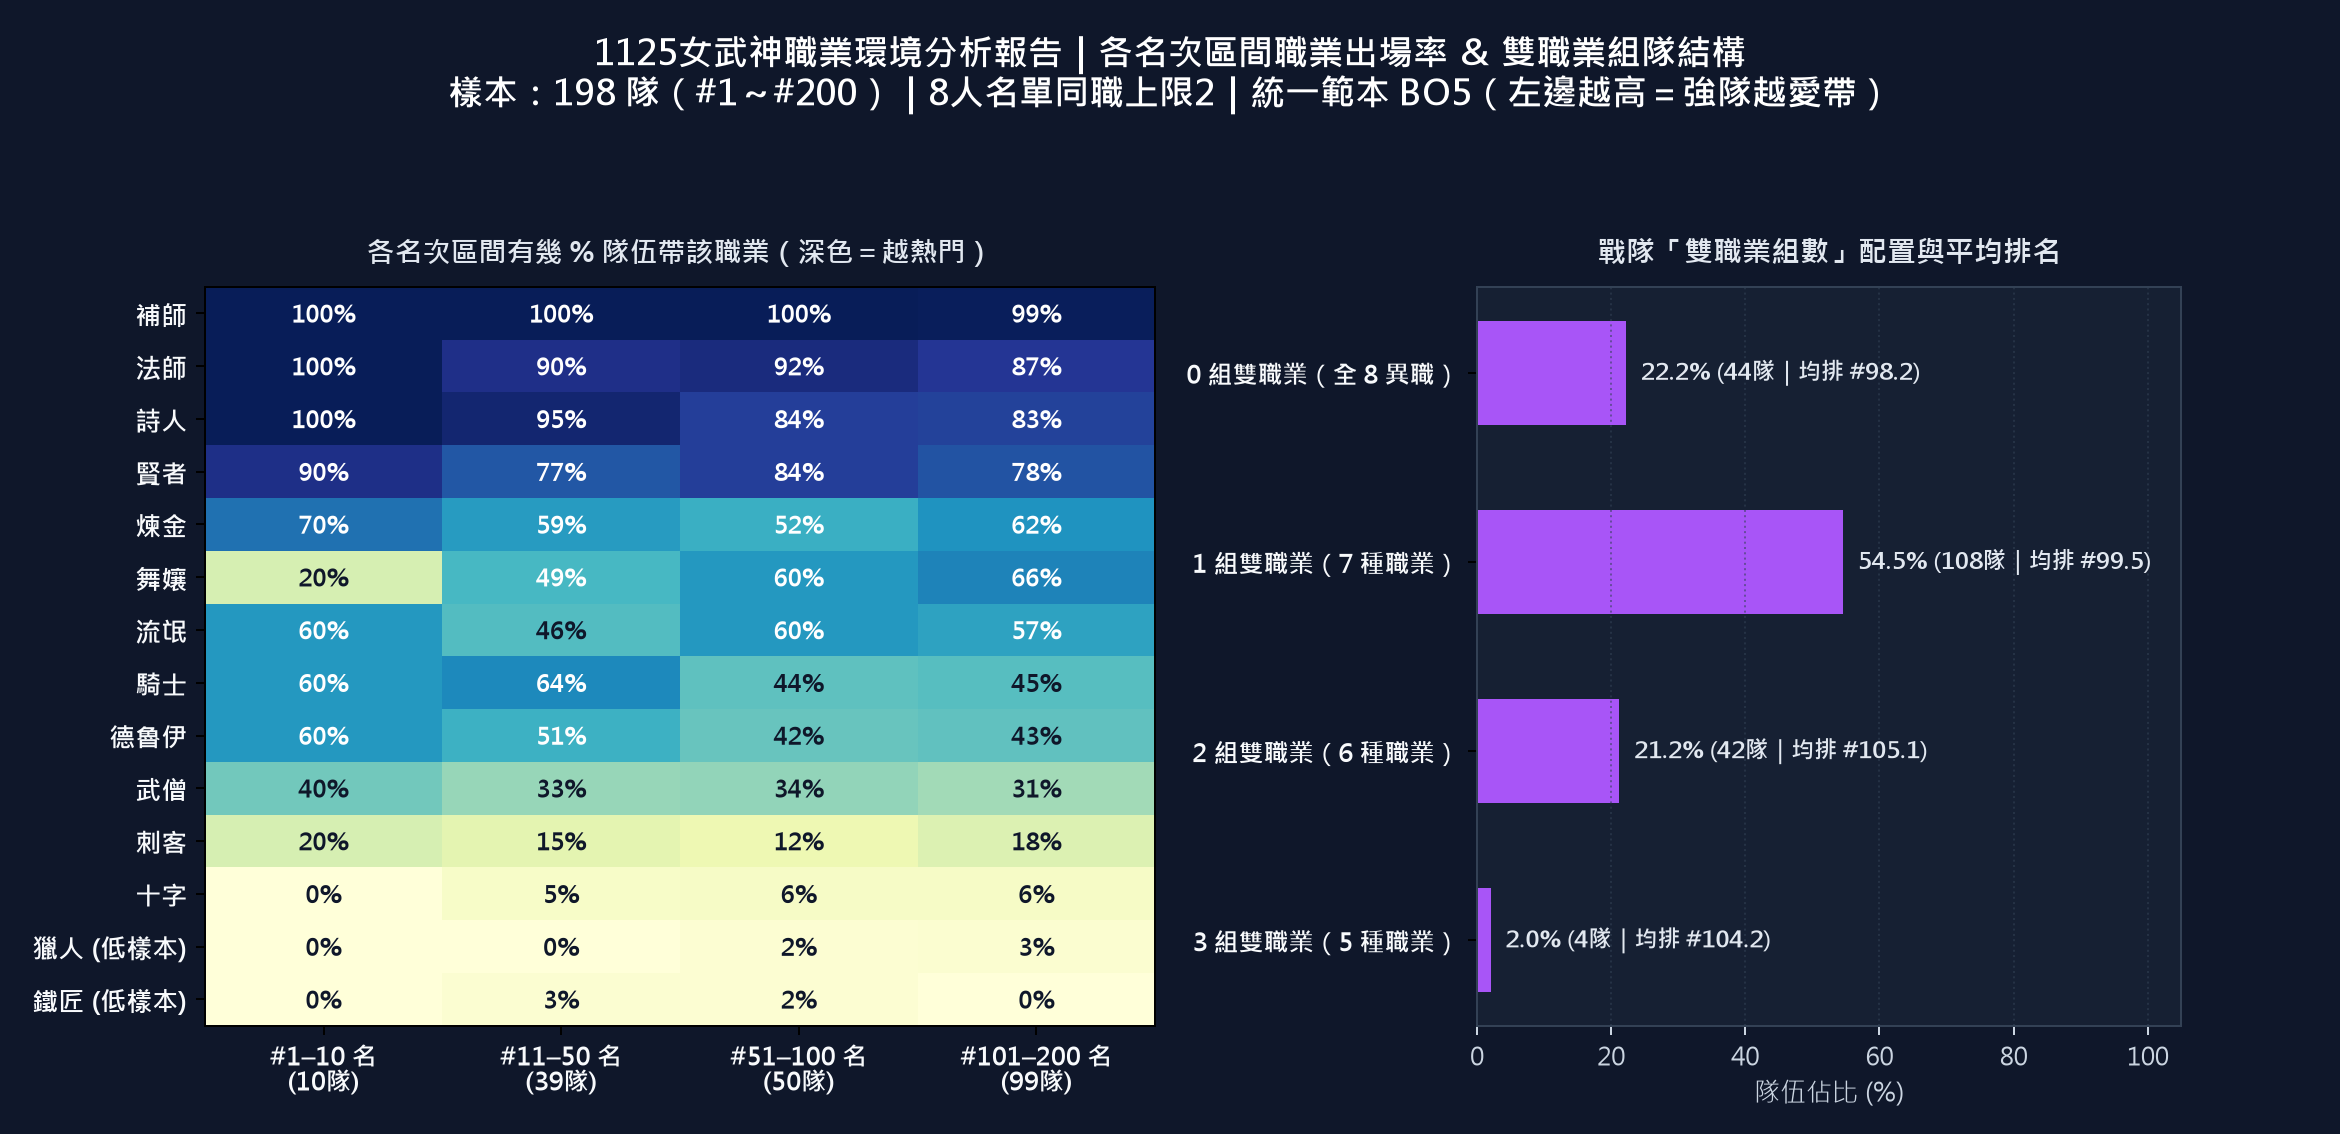 1125女武神職業環境分析報告 | 各名次區間職業出場率 & 雙職業組隊結構
樣本：198 隊（#1～#200）| 8人名單同職上限2 | 統一範本 BO5（左邊越高＝強隊越愛帶）
各名次區間有幾 % 隊伍帶該職業（深色＝越熱門）
補師 100% 100% 100% 99%
法師 100% 90% 92% 87%
詩人 100% 95% 84% 83%
賢者 90% 77% 84% 78%
煉金 70% 59% 52% 62%
舞孃 20% 49% 60% 66%
流氓 60% 46% 60% 57%
騎士 60% 64% 44% 45%
德魯伊 60% 51% 42% 43%
武僧 40% 33% 34% 31%
刺客 20% 15% 12% 18%
十字 0% 5% 6% 6%
獵人 (低樣本) 0% 0% 2% 3%
鐵匠 (低樣本) 0% 3% 2% 0%
#1–10 名 #11–50 名 #51–100 名 #101–200 名
(10隊) (39隊) (50隊) (99隊)
戰隊「雙職業組數」配置與平均排名
0 組雙職業（全 8 異職） 22.2% (44隊 | 均排 #98.2)
1 組雙職業（7 種職業） 54.5% (108隊 | 均排 #99.5)
2 組雙職業（6 種職業） 21.2% (42隊 | 均排 #105.1)
3 組雙職業（5 種職業） 2.0% (4隊 | 均排 #104.2)
0 20 40 60 80 100
隊伍佔比 (%)